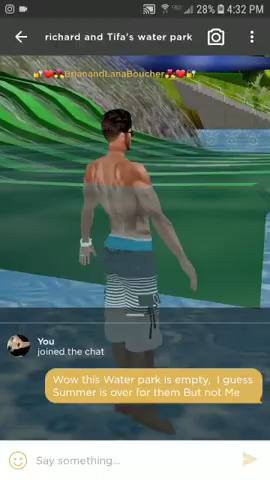 28% 4:32 PM
richard and Tifa's water park
BrianandLanaBoucher
You
joined the chat
Wow this Water park is empty, I guess
Summer is over for them But not Me
Say something...